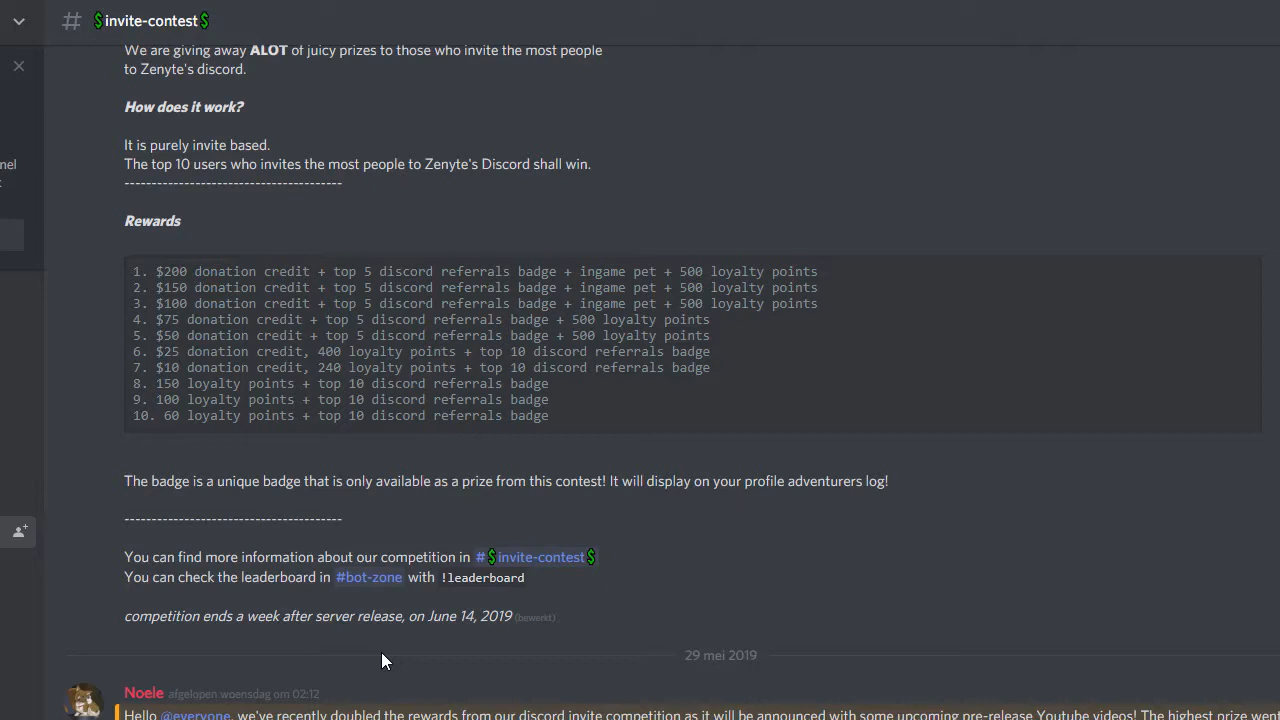 # $invite-contest$
We are giving away ALOT of juicy prizes to those who invite the most people
to Zenyte's discord.
How does it work?
It is purely invite based.
nel
The top 10 users who invites the most people to Zenyte's Discord shall win.
----------------------------------------
Rewards
1. $200 donation credit + top 5 discord referrals badge + ingame pet + 500 loyalty points
2. $150 donation credit + top 5 discord referrals badge + ingame pet + 500 loyalty points
3. $100 donation credit + top 5 discord referrals badge + ingame pet + 500 loyalty points
4. $75 donation credit + top 5 discord referrals badge + 500 loyalty points
5. $50 donation credit + top 5 discord referrals badge + 500 loyalty points
6. $25 donation credit, 400 loyalty points + top 10 discord referrals badge
7. $10 donation credit, 240 loyalty points + top 10 discord referrals badge
8. 150 loyalty points + top 10 discord referrals badge
9. 100 loyalty points + top 10 discord referrals badge
10. 60 loyalty points + top 10 discord referrals badge
The badge is a unique badge that is only available as a prize from this contest! It will display on your profile adventurers log!
----------------------------------------
You can find more information about our competition in #$invite-contest$
You can check the leaderboard in #bot-zone with !leaderboard
competition ends a week after server release, on June 14, 2019 (bewerkt)
29 mei 2019
Noele afgelopen woensdag om 02:12
Hello @everyone, we've recently doubled the rewards from our discord invite competition as it will be announced with some upcoming pre-release Youtube videos! The highest prize went